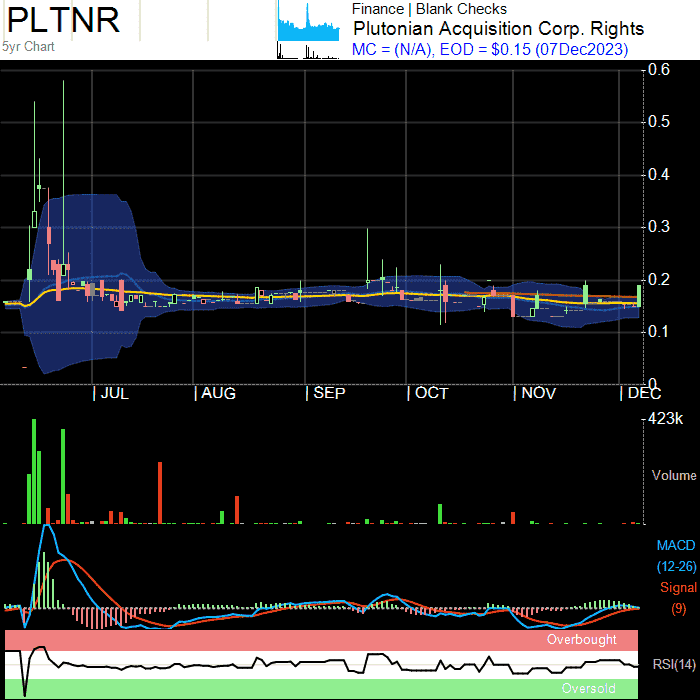 PLTNR
5yr Chart
Finance | Blank Checks
Plutonian Acquisition Corp. Rights
MC = (N/A), EOD = $0.15 (07Dec2023)
0.6
0.5
0.4
0.3
0.2
0.1
0
JUL AUG SEP OCT NOV DEC
423k
Volume
MACD
(12-26)
Signal
(9)
Overbought
RSI(14)
Oversold